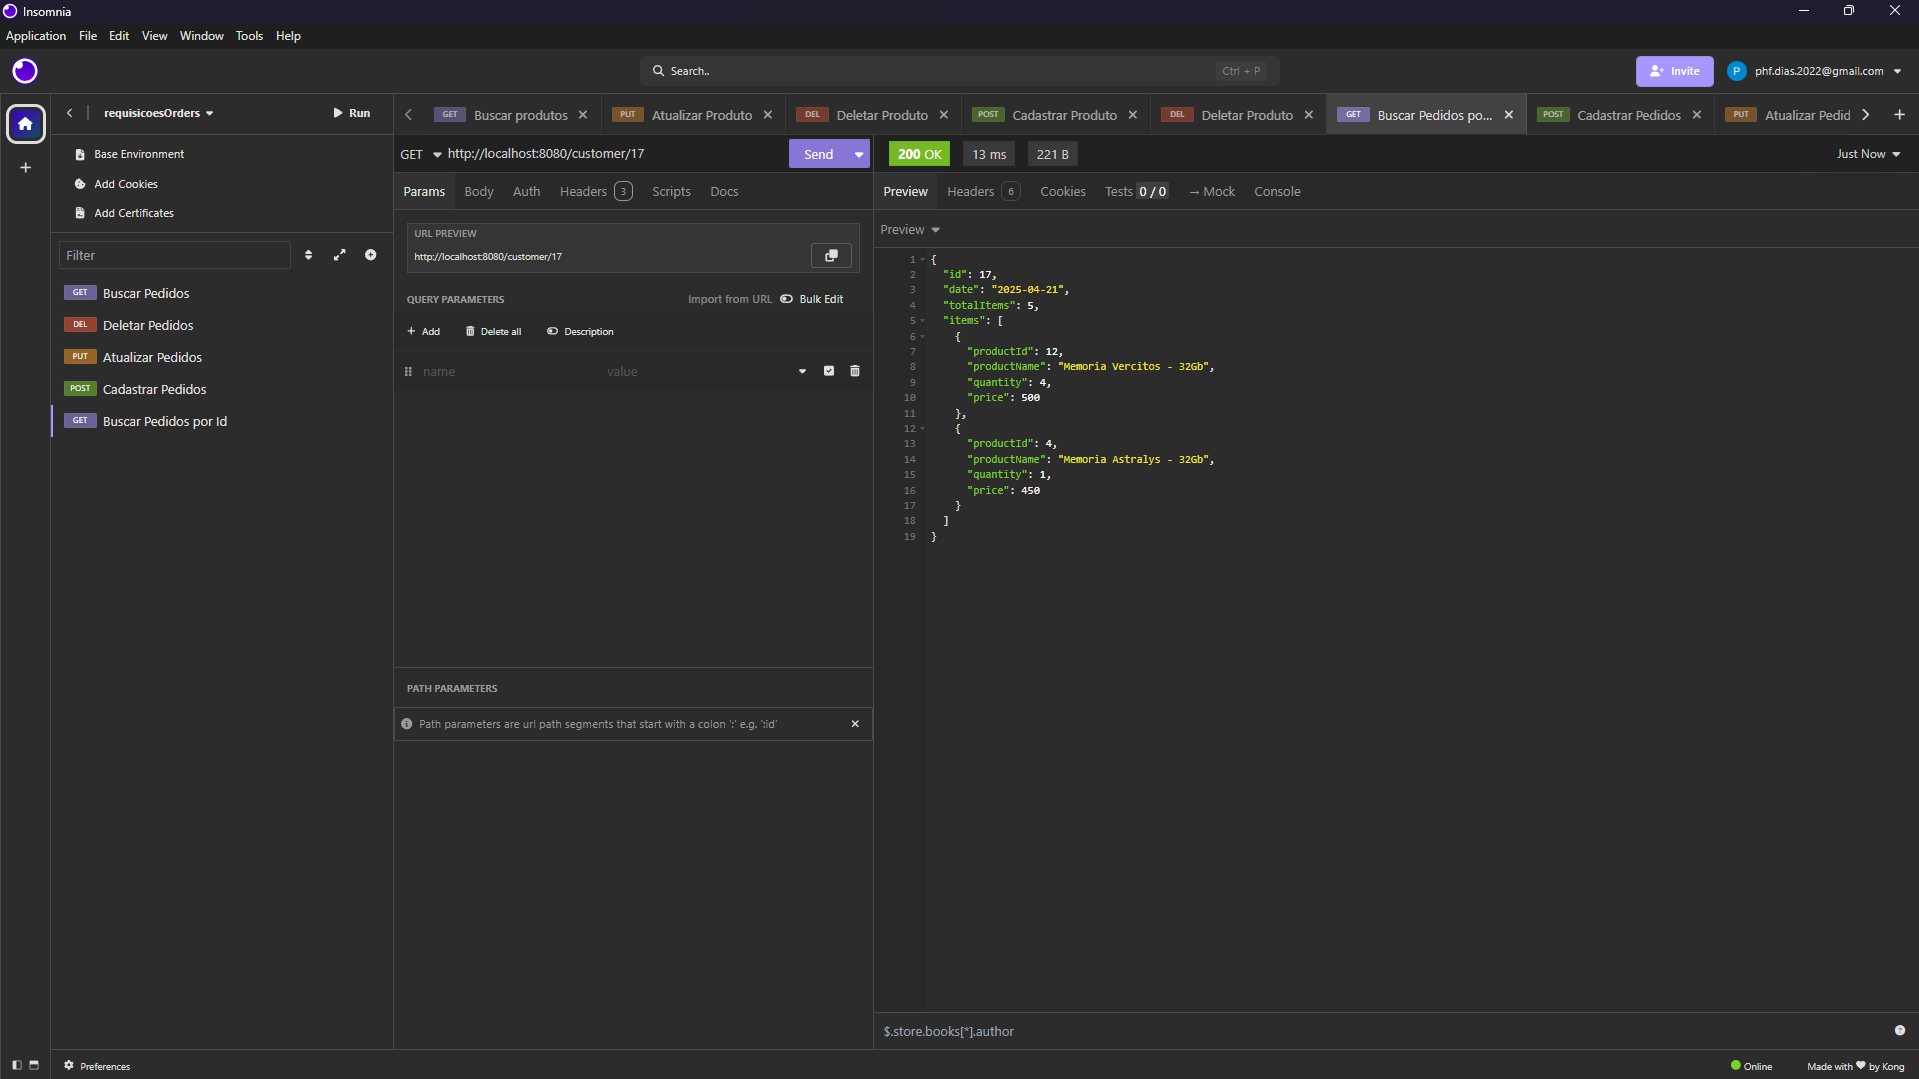 Insomnia
Application File Edit View Window Tools Help
Search.. Ctrl + P
Invite
P phf.dias.2022@gmail.com
requisicoesOrders
Run
GET Buscar produtos
PUT Atualizar Produto
DEL Deletar Produto
POST Cadastrar Produto
DEL Deletar Produto
GET Buscar Pedidos po...
POST Cadastrar Pedidos
PUT Atualizar Pedid
Base Environment
Add Cookies
Add Certificates
Filter
GET Buscar Pedidos
DEL Deletar Pedidos
PUT Atualizar Pedidos
POST Cadastrar Pedidos
GET Buscar Pedidos por Id
GET http://localhost:8080/customer/17
Send
Params Body Auth Headers 3 Scripts Docs
URL PREVIEW
http://localhost:8080/customer/17
QUERY PARAMETERS Import from URL Bulk Edit
Add Delete all Description
name value
PATH PARAMETERS
Path parameters are url path segments that start with a colon ':' e.g. ':id'
200 OK 13 ms 221 B Just Now
Preview Headers 6 Cookies Tests 0 / 0 → Mock Console
Preview
1 {
2 "id": 17,
3 "date": "2025-04-21",
4 "totalItems": 5,
5 "items": [
6 {
7 "productId": 12,
8 "productName": "Memoria Vercitos - 32Gb",
9 "quantity": 4,
10 "price": 500
11 },
12 {
13 "productId": 4,
14 "productName": "Memoria Astralys - 32Gb",
15 "quantity": 1,
16 "price": 450
17 }
18 ]
19 }
$.store.books[*].author
Preferences
Online
Made with ♥ by Kong